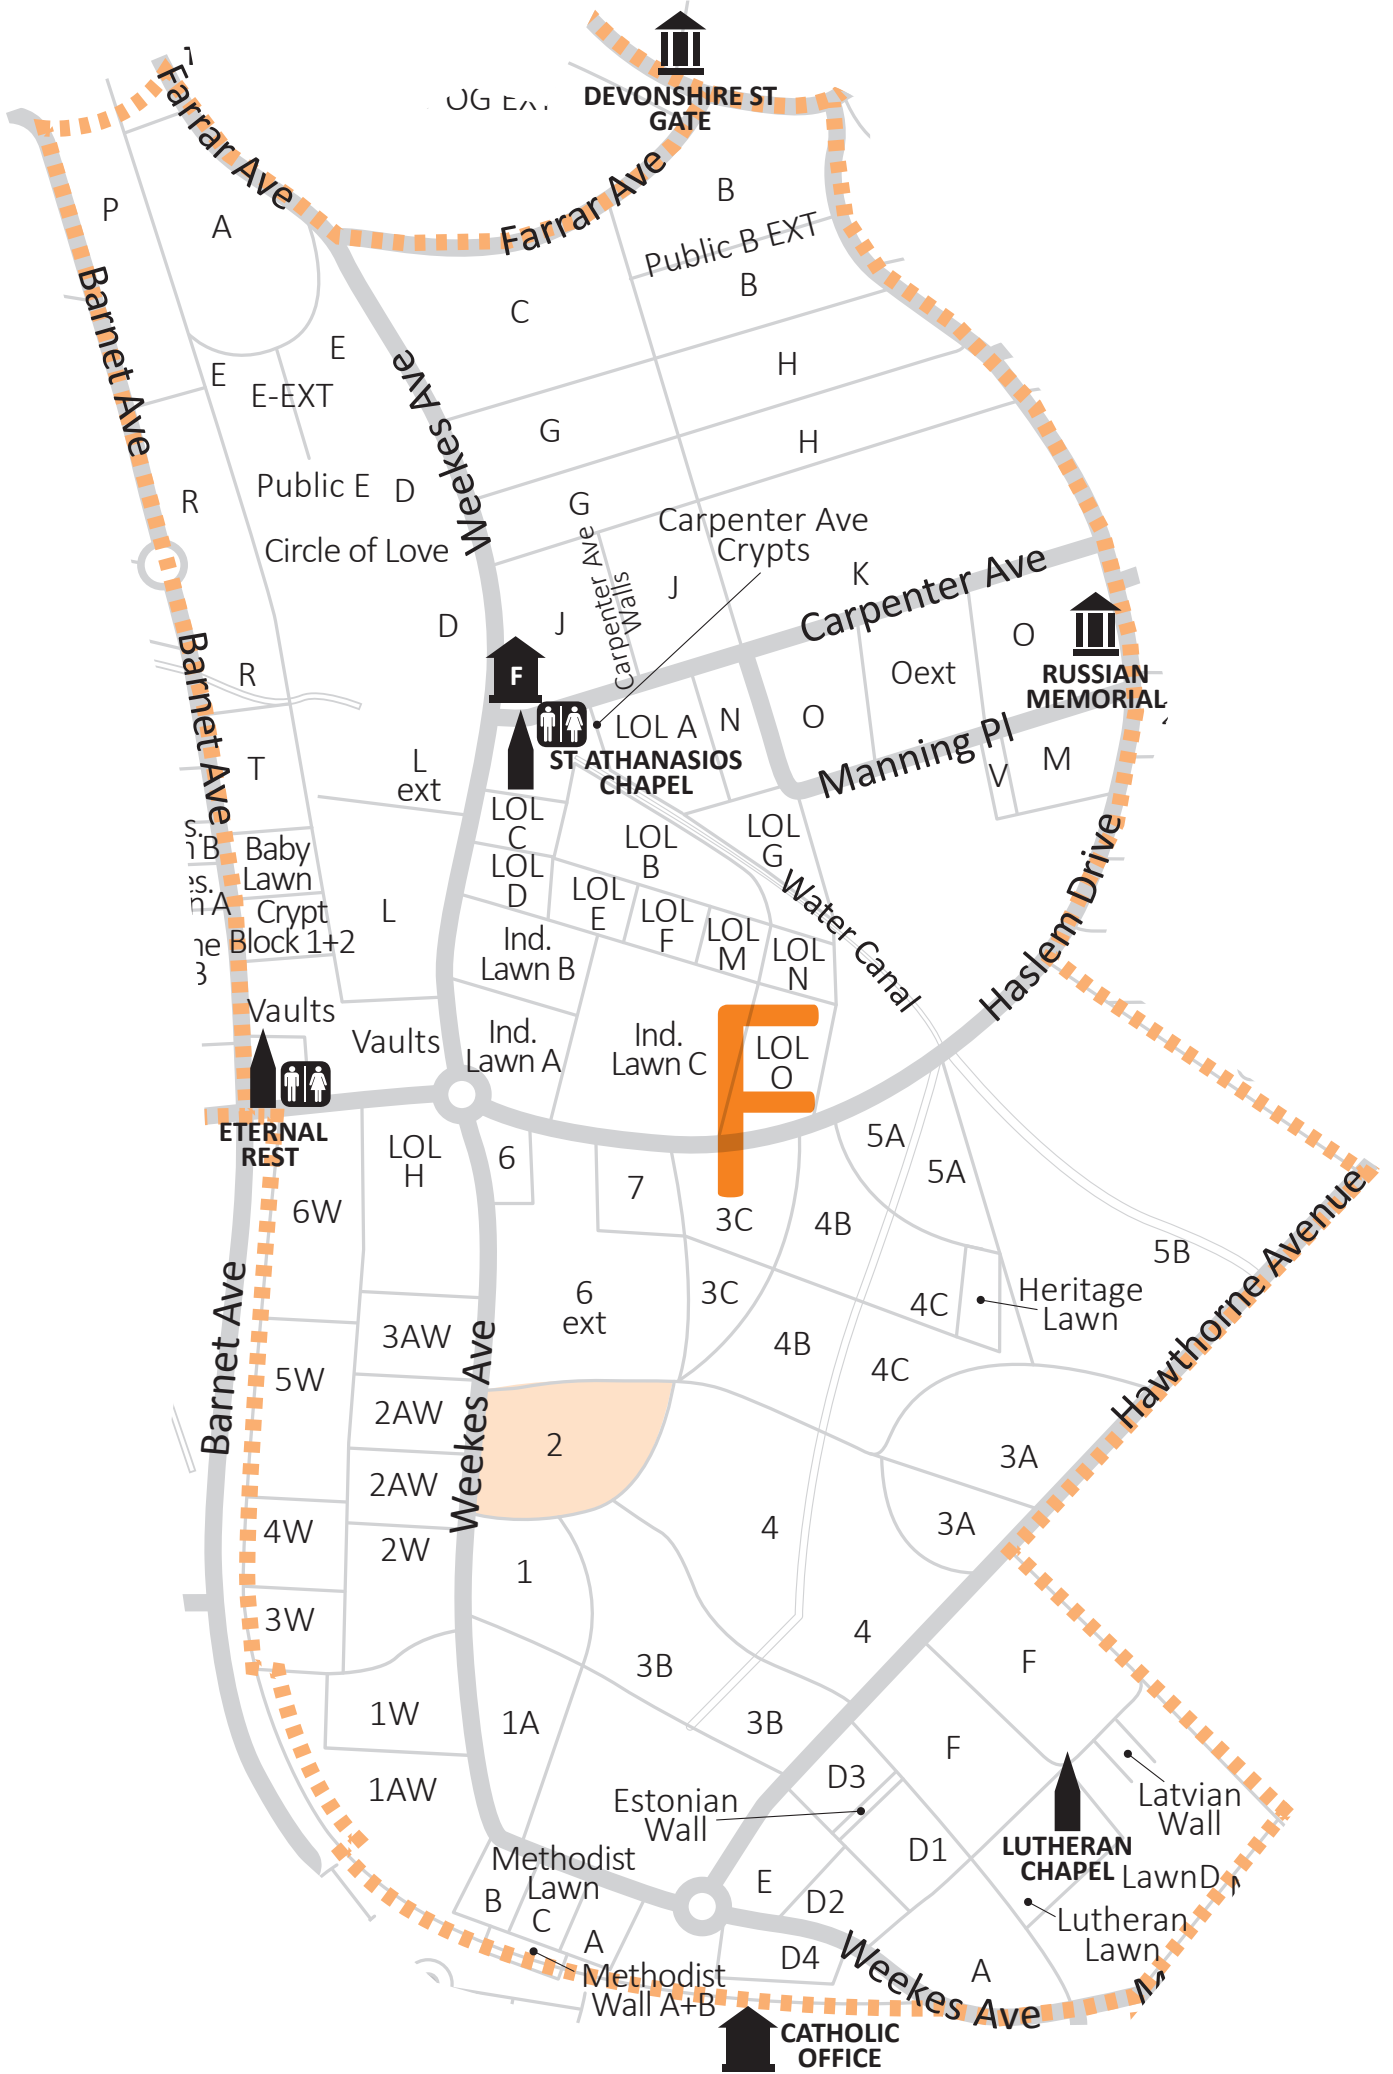 DEVONSHIRE ST
GATE
Farrar Ave
Farrar Ave
P
A
B
Public B EXT
B
Barnet Ave
C
E
E
E-EXT
Weekes Ave
H
G
H
R
Public E
D
G
Carpenter Ave
Walls
Carpenter Ave
Crypts
Circle of Love
J
J
K
Carpenter Ave
D
O
Oext
RUSSIAN
MEMORIAL
Barnet Ave
R
F
LOL A
N
O
Manning Pl
V
M
ST ATHANASIOS
CHAPEL
T
L
ext
LOL
C
LOL
B
LOL
G
Baby
Lawn
LOL
D
LOL
E
LOL
F
LOL
M
LOL
N
Water Canal
Haslem Drive
Crypt
Block 1+2
L
Ind.
Lawn B
Vaults
Vaults
Ind.
Lawn A
Ind.
Lawn C
F
LOL
O
ETERNAL
REST
LOL
H
6
7
5A
5A
6W
3C
4B
5B
Barnet Ave
Hawthorne Avenue
6
ext
3C
4C
Heritage
Lawn
3AW
4B
4C
5W
Weekes Ave
2AW
2
3A
2AW
4W
2W
4
3A
1
3W
4
3B
F
1W
1A
3B
F
1AW
D3
Estonian
Wall
Latvian
Wall
D1
LUTHERAN
CHAPEL
LawnD
Methodist
Lawn
B
C
A
E
D2
Lutheran
Lawn
D4
Weekes Ave
A
Methodist
Wall A+B
CATHOLIC
OFFICE